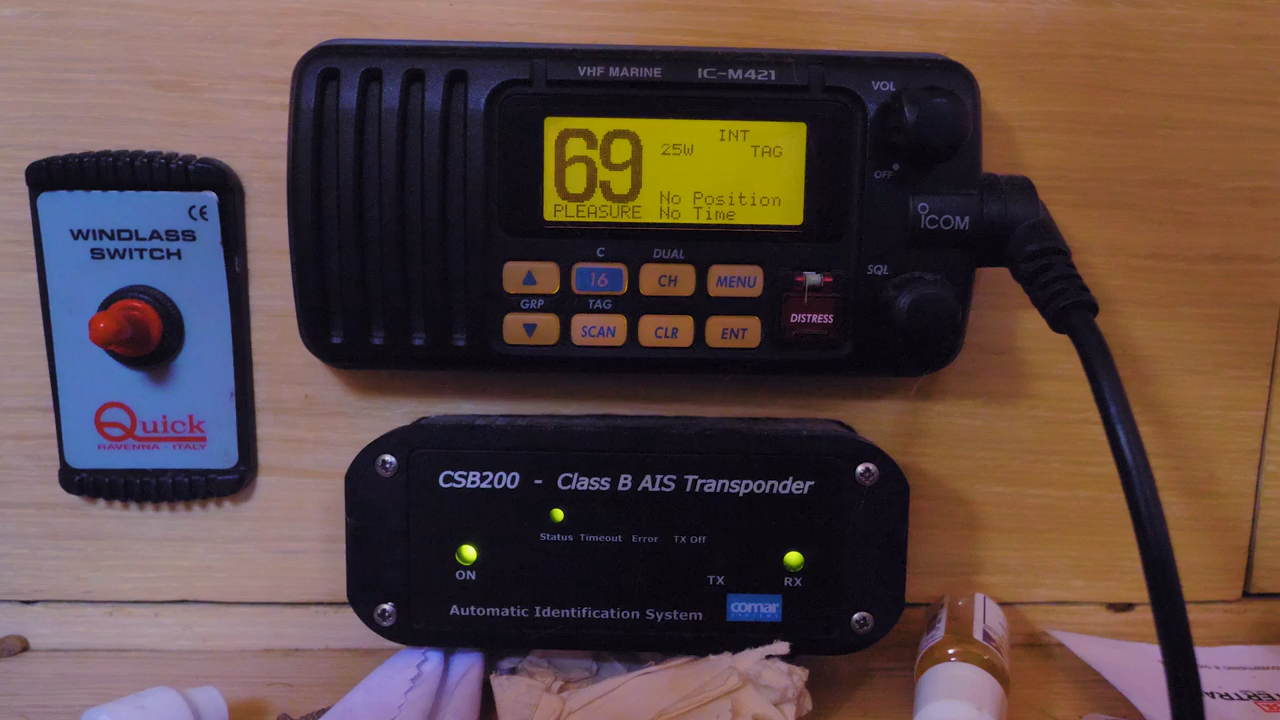 CE
WINDLASS
SWITCH
Quick
RAVENNA - ITALY
VHF MARINE IC-M421
VOL
OFF
69
INT
25W TAG
No Position
PLEASURE No Time
ICOM
SQL
C DUAL
16 CH MENU
GRP TAG
SCAN CLR ENT
DISTRESS
CSB200 - Class B AIS Transponder
Status Timeout Error TX Off
ON
TX RX
Automatic Identification System
comar
SYSTEMS